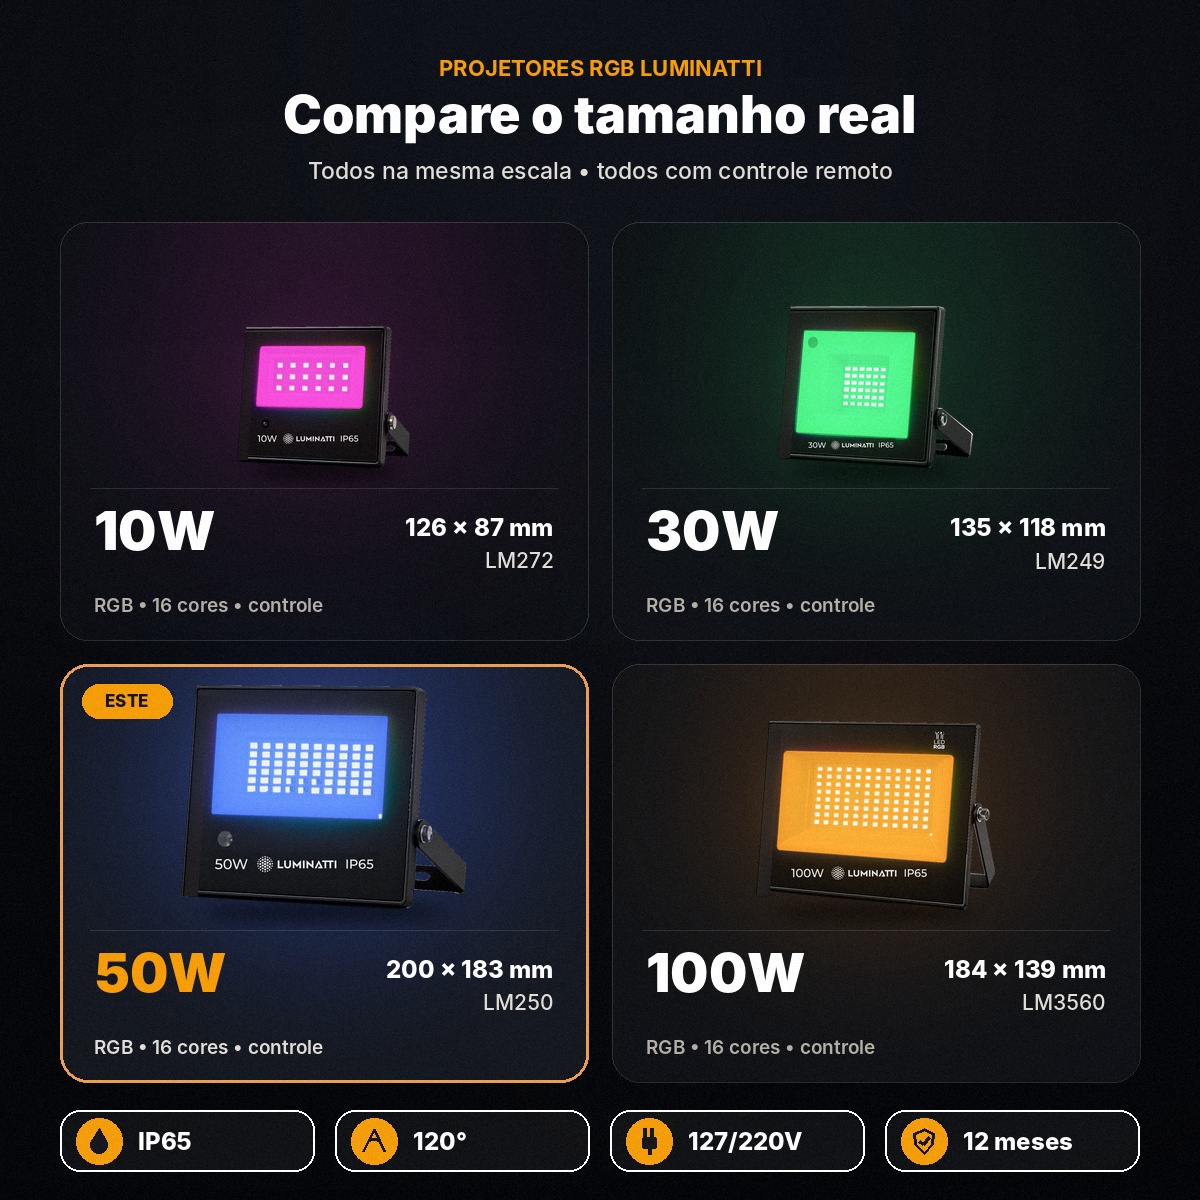 PROJETORES RGB LUMINATTI
Compare o tamanho real
Todos na mesma escala • todos com controle remoto
10W LUMINATTI IP65
10W
126 × 87 mm
LM272
RGB • 16 cores • controle
30W LUMINATTI IP65
30W
135 × 118 mm
LM249
RGB • 16 cores • controle
ESTE
50W LUMINATTI IP65
50W
200 × 183 mm
LM250
RGB • 16 cores • controle
LED
RGB
100W LUMINATTI IP65
100W
184 × 139 mm
LM3560
RGB • 16 cores • controle
IP65
120°
127/220V
12 meses